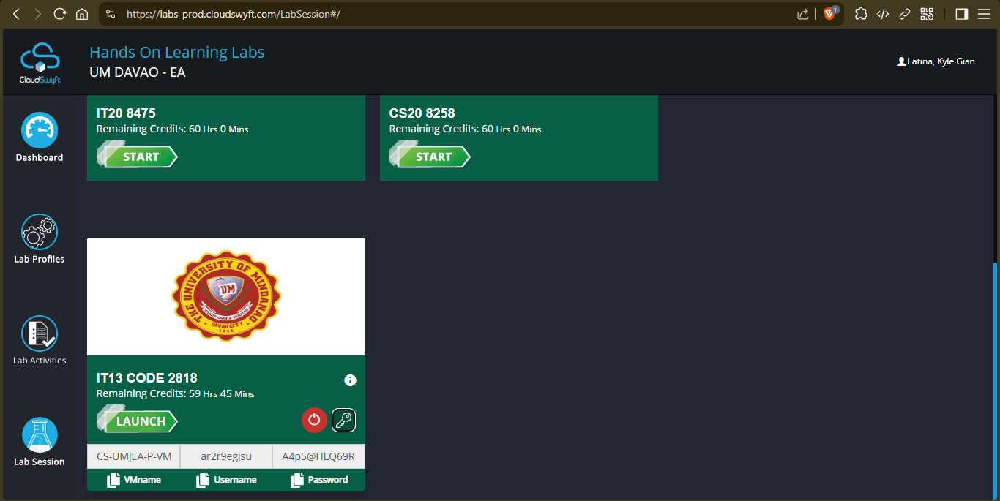 https://labs-prod.cloudswyft.com/LabSession#/
1
CloudSwyft
Hands On Learning Labs
UM DAVAO - EA
Latina, Kyle Gian
Dashboard
Lab Profiles
Lab Activities
Lab Session
IT20 8475
Remaining Credits: 60 Hrs 0 Mins
START
CS20 8258
Remaining Credits: 60 Hrs 0 Mins
START
THE UNIVERSITY OF MINDANAO
UM
DAVAO CITY
1946
IT13 CODE 2818
Remaining Credits: 59 Hrs 45 Mins
LAUNCH
CS-UMJEA-P-VM ar2r9egjsu A4p5@HLQ69R
VMname Username Password